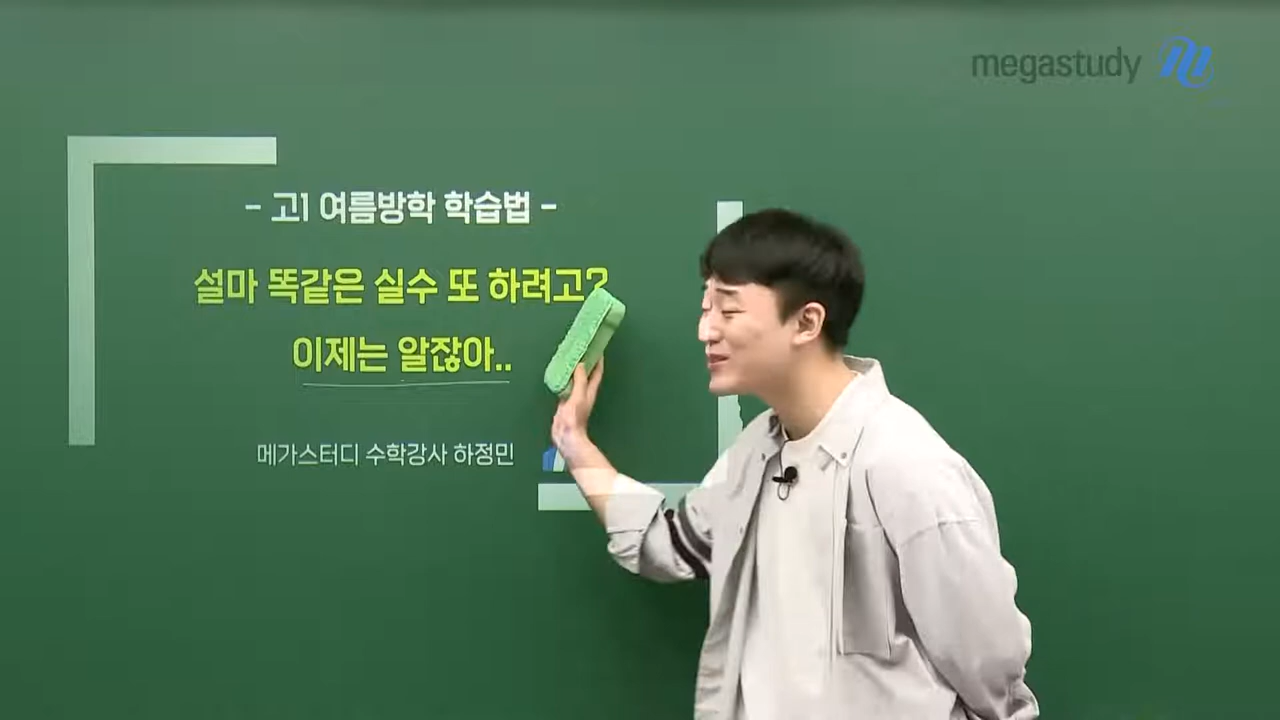 megastudy
- 고1 여름방학 학습법 -
설마 똑같은 실수 또 하려고?
이제는 알잖아..
메가스터디 수학강사 하정민